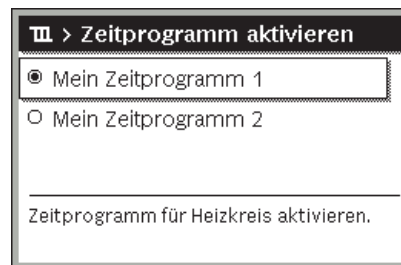 > Zeitprogramm aktivieren
Mein Zeitprogramm 1
Mein Zeitprogramm 2
Zeitprogramm für Heizkreis aktivieren.